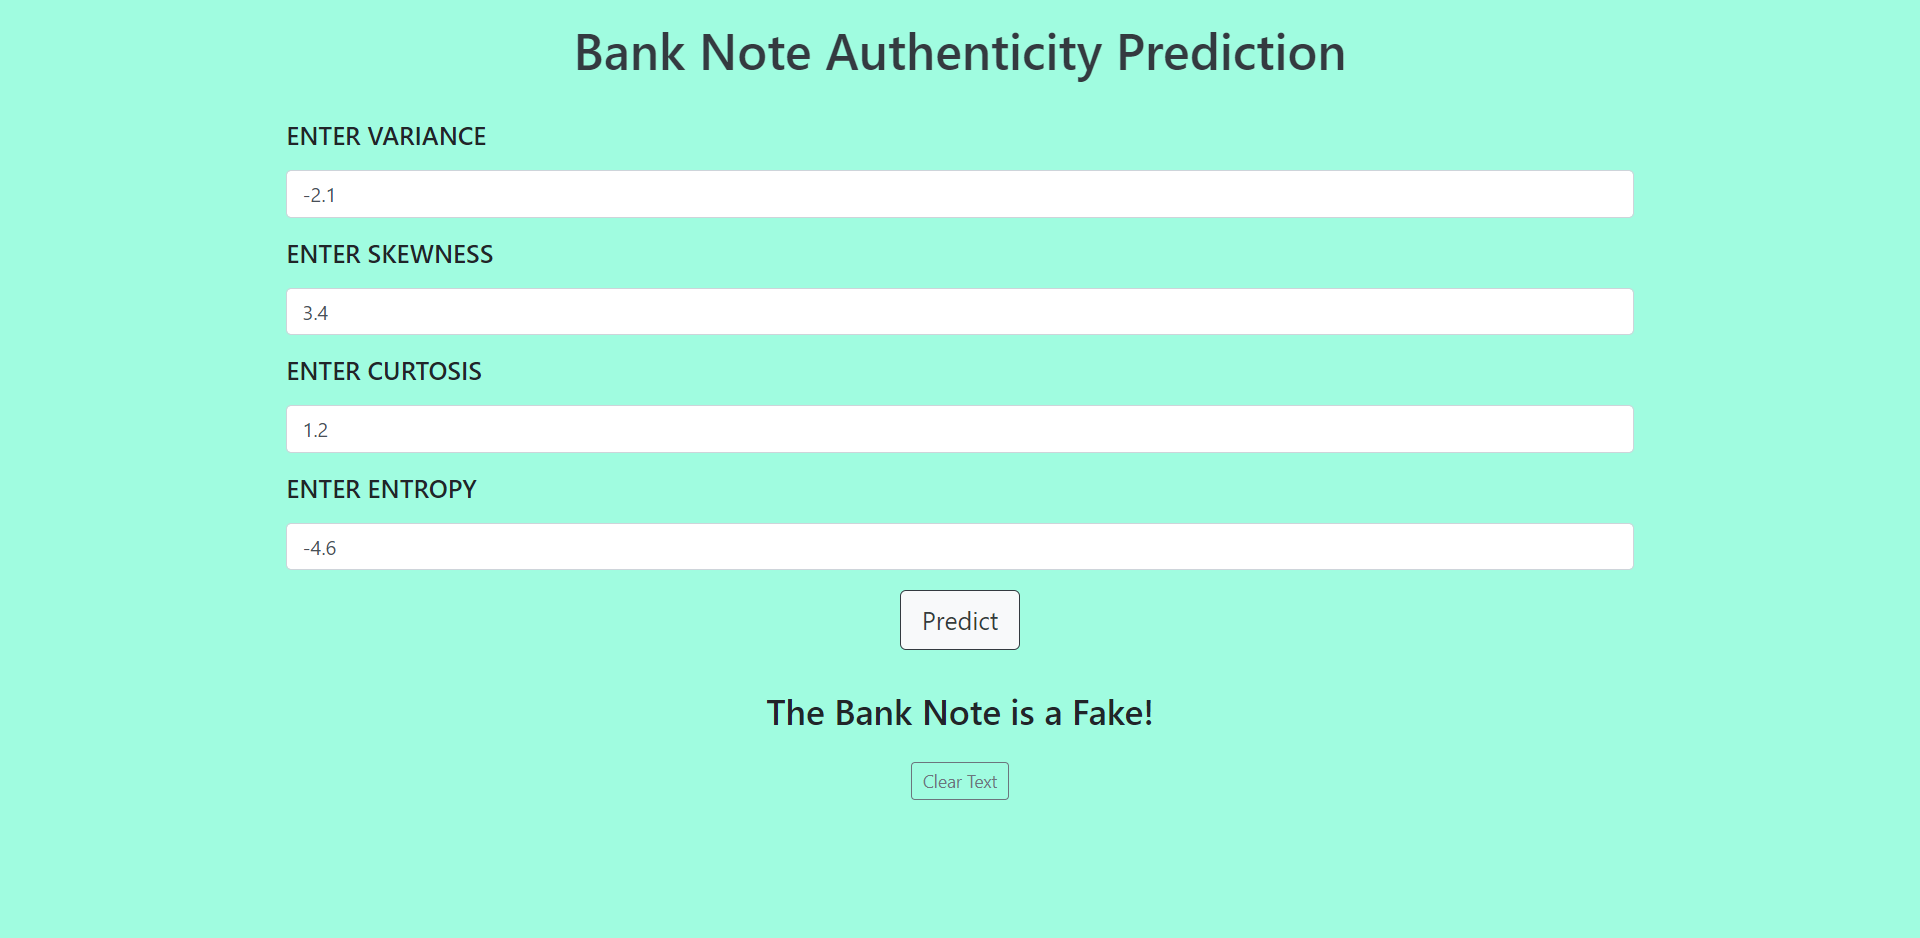 Bank Note Authenticity Prediction
ENTER VARIANCE
-2.1
ENTER SKEWNESS
3.4
ENTER CURTOSIS
1.2
ENTER ENTROPY
-4.6
Predict
The Bank Note is a Fake!
Clear Text